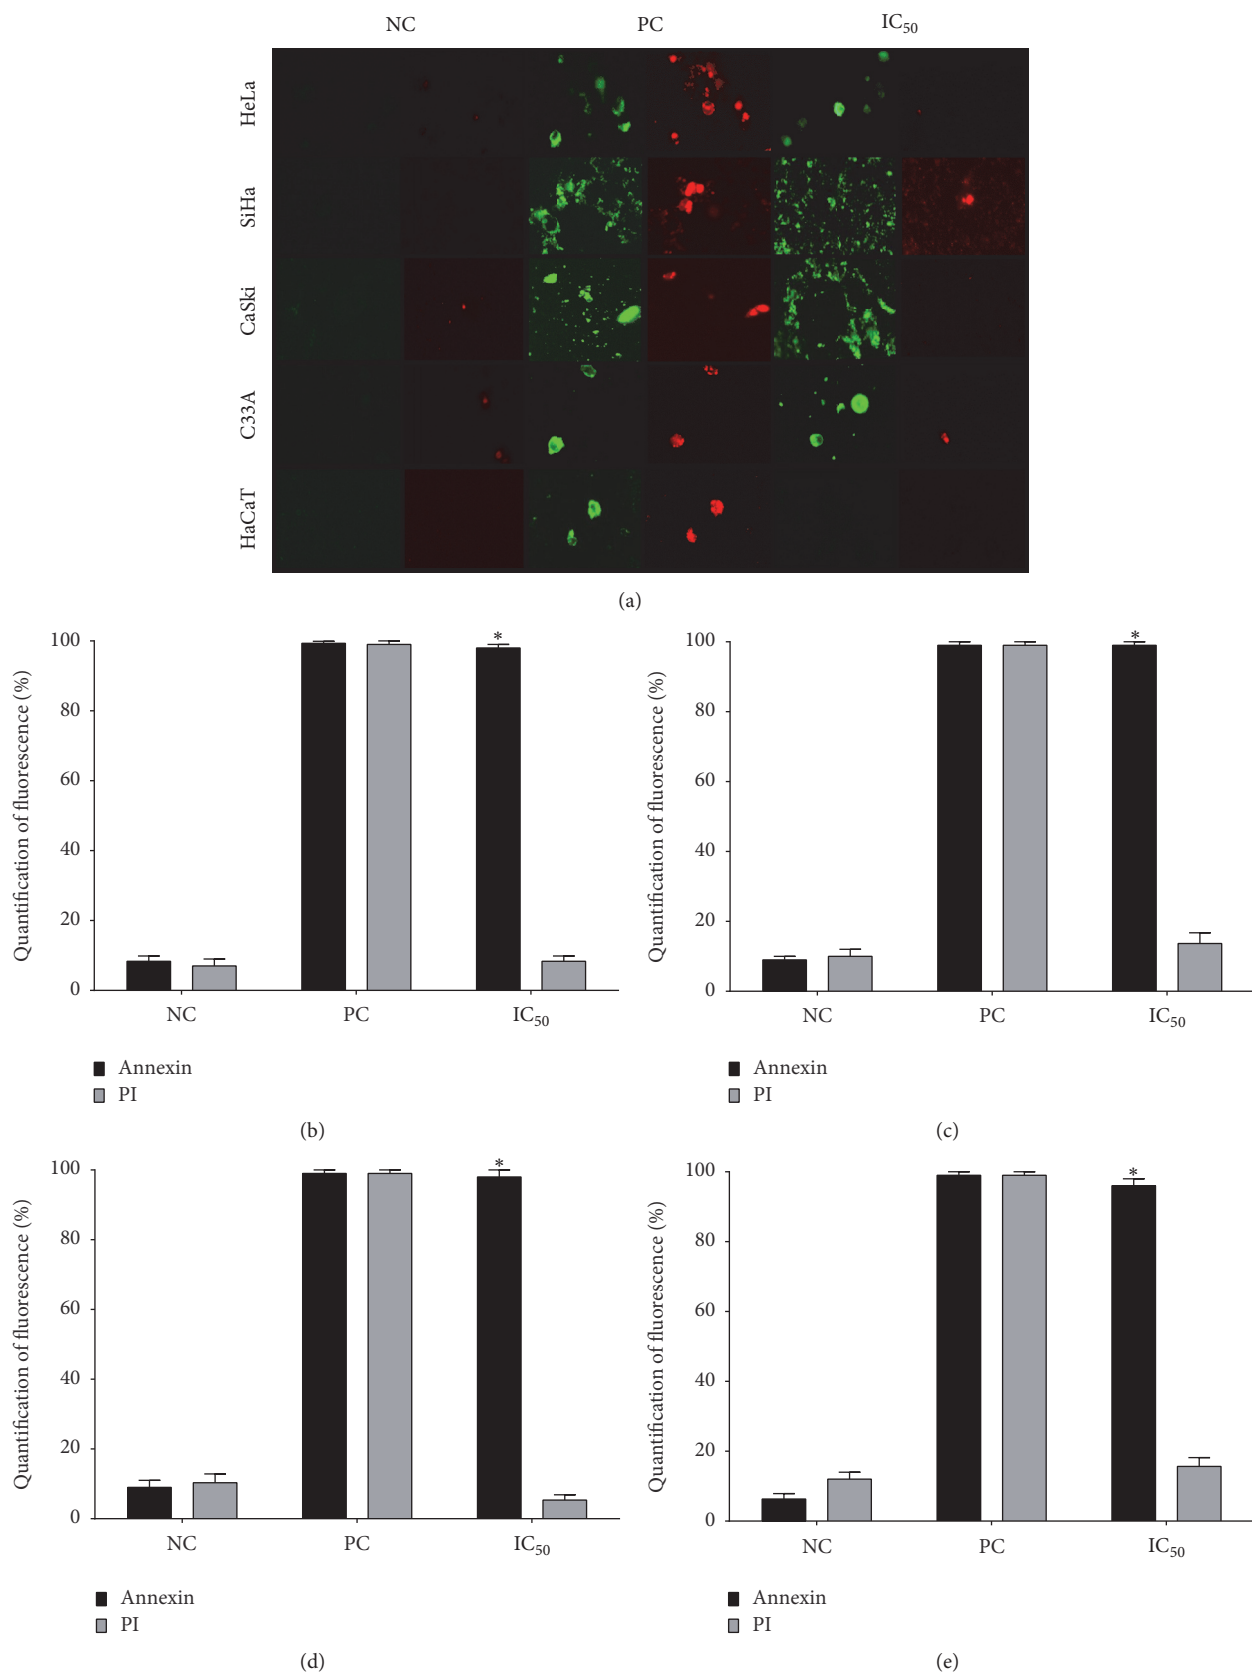 NC PC IC₅₀
HeLa
SiHa
CaSki
C33A
HaCaT
(a)
Quantification of fluorescence (%)
100
80
60
40
20
0
*
NC PC IC₅₀
Annexin
PI
(b)
Quantification of fluorescence (%)
100
80
60
40
20
0
*
NC PC IC₅₀
Annexin
PI
(c)
Quantification of fluorescence (%)
100
80
60
40
20
0
*
NC PC IC₅₀
Annexin
PI
(d)
Quantification of fluorescence (%)
100
80
60
40
20
0
*
NC PC IC₅₀
Annexin
PI
(e)